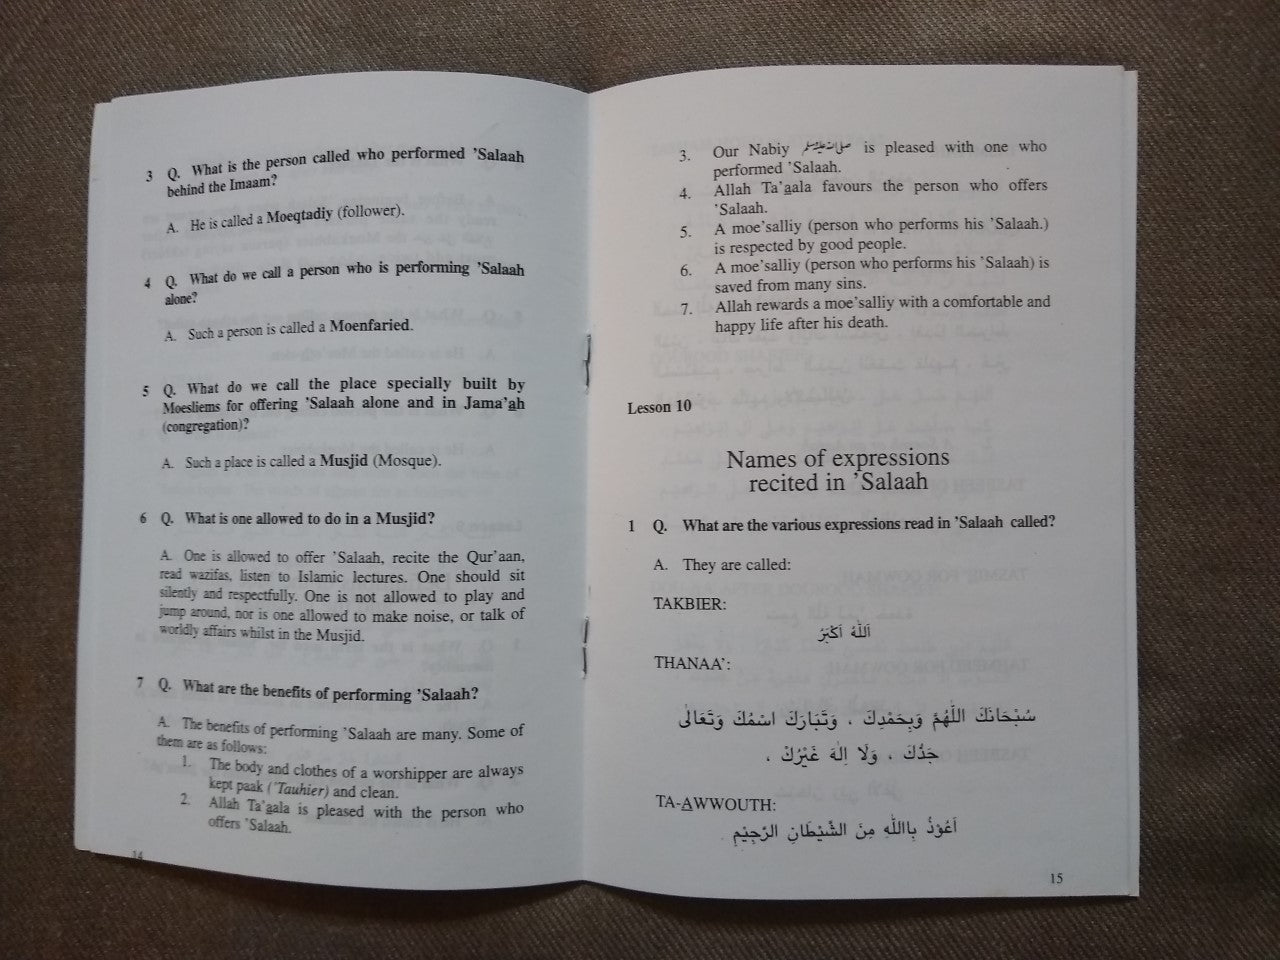 3 Q. What is the person called who performed ’Salaah
behind the Imaam?
A. He is called a Moeqtadiy (follower).
4 Q. What do we call a person who is performing ’Salaah
alone?
A. Such a person is called a Moenfaried.
5 Q. What do we call the place specially built by
Moesliems for offering ’Salaah alone and in Jama’ah
(congregation)?
A. Such a place is called a Musjid (Mosque).
6 Q. What is one allowed to do in a Musjid?
A. One is allowed to offer ’Salaah, recite the Qur’aan,
read wazifas, listen to Islamic lectures. One should sit
silently and respectfully. One is not allowed to play and
jump around, nor is one allowed to make noise, or talk of
worldly affairs whilst in the Musjid.
7 Q. What are the benefits of performing ’Salaah?
A. The benefits of performing ’Salaah are many. Some of
them are as follows:
1. The body and clothes of a worshipper are always
kept paak (’Tauhier) and clean.
2. Allah Ta’aala is pleased with the person who
offers ’Salaah.
14
3. Our Nabiy ﷺ is pleased with one who
performed ’Salaah.
4. Allah Ta’aala favours the person who offers
’Salaah.
5. A moe’salliy (person who performs his ’Salaah.)
is respected by good people.
6. A moe’salliy (person who performs his ’Salaah) is
saved from many sins.
7. Allah rewards a moe’salliy with a comfortable and
happy life after his death.
Lesson 10
Names of expressions
recited in ’Salaah
1 Q. What are the various expressions read in ’Salaah called?
A. They are called:
TAKBIER:
اَللّٰهُ اَكْبَرُ
THANAA’:
سُبْحَانَكَ اللّٰهُمَّ وَبِحَمْدِكَ ، وَتَبَارَكَ اسْمُكَ وَتَعَالٰى
جَدُّكَ ، وَلَا اِلٰهَ غَيْرُكْ ،
TA-AWWOUTH:
اَعُوْذُ بِاللّٰهِ مِنَ الشَّيْطَانِ الرَّجِيْمِ
15